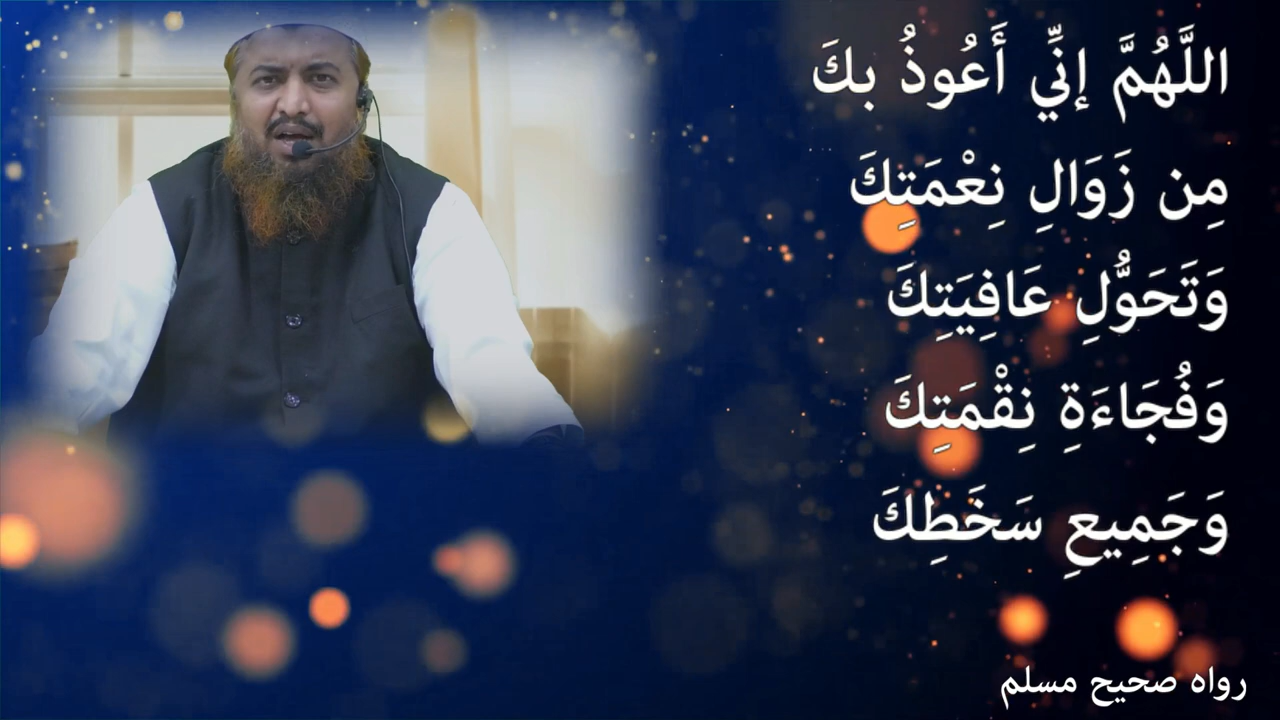 اللَّهُمَّ إنِّي أَعُوذُ بكَ
مِن زَوَالِ نِعْمَتِكَ
وَتَحَوُّلِ عَافِيَتِكَ
وَفُجَاءَةِ نِقْمَتِكَ
وَجَمِيعِ سَخَطِكَ
رواه صحيح مسلم